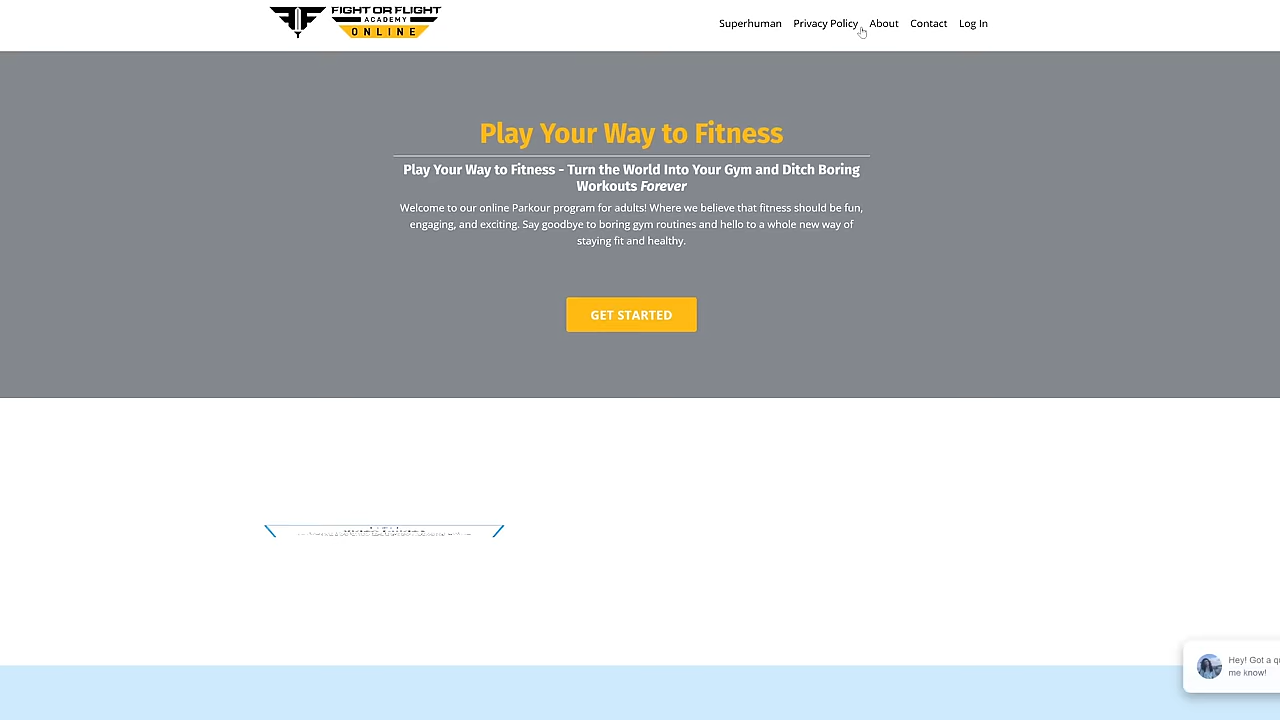 FIGHT OR FLIGHT
ACADEMY
ONLINE
Superhuman Privacy Policy About Contact Log In
Play Your Way to Fitness
Play Your Way to Fitness - Turn the World Into Your Gym and Ditch Boring
Workouts Forever
Welcome to our online Parkour program for adults! Where we believe that fitness should be fun,
engaging, and exciting. Say goodbye to boring gym routines and hello to a whole new way of
staying fit and healthy.
GET STARTED
Hey! Got a
me know!